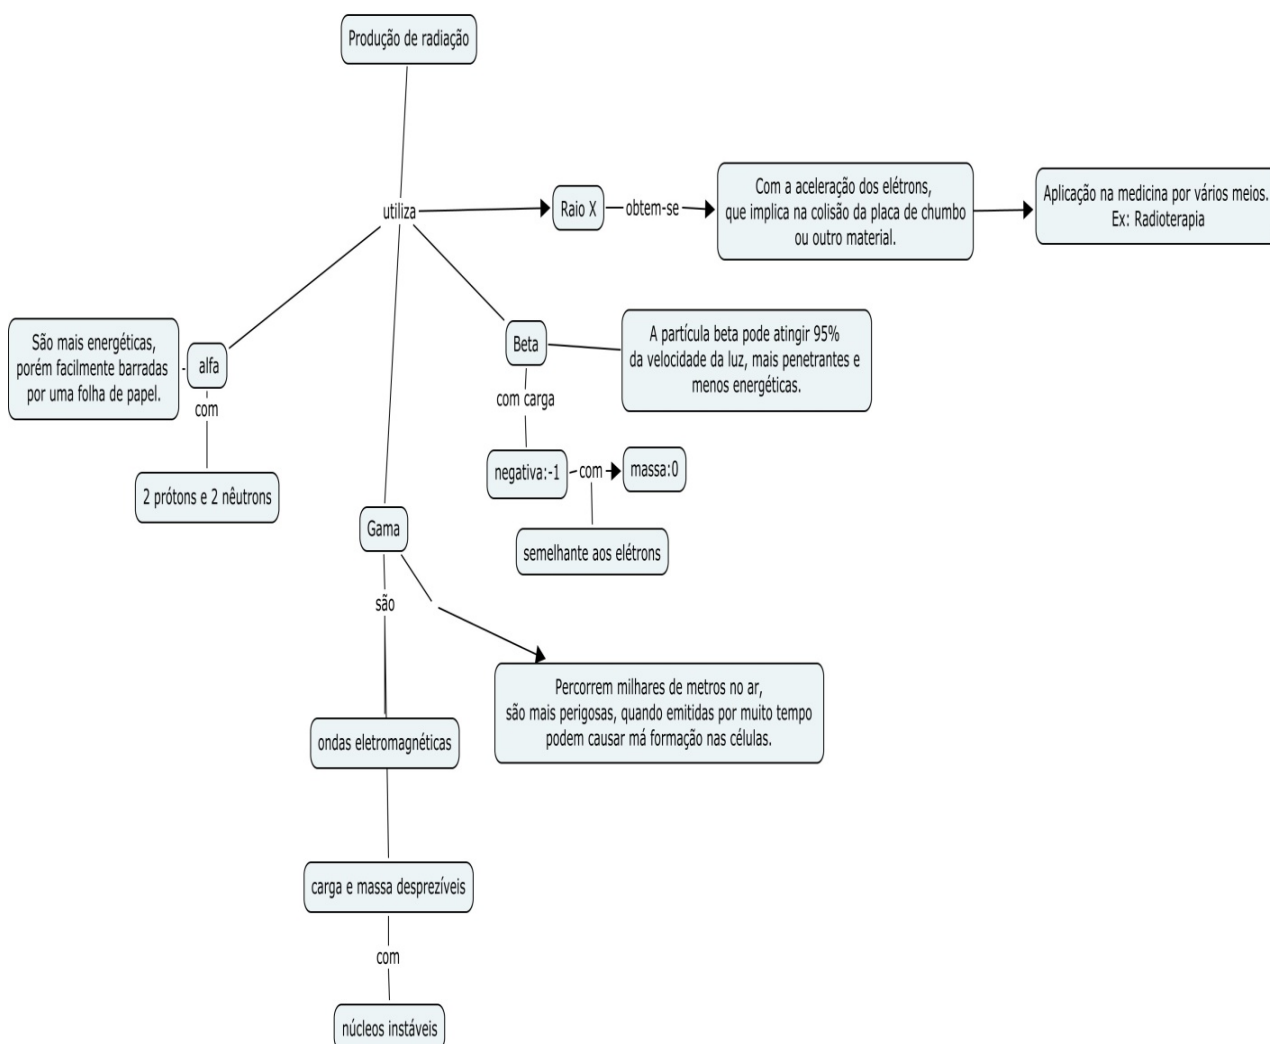 Produção de radiação
utiliza
Raio X
obtem-se
Com a aceleração dos elétrons,
que implica na colisão da placa de chumbo
ou outro material.
Aplicação na medicina por vários meios.
Ex: Radioterapia
São mais energéticas,
porém facilmente barradas
por uma folha de papel.
alfa
com
2 prótons e 2 nêutrons
Beta
A partícula beta pode atingir 95%
da velocidade da luz, mais penetrantes e
menos energéticas.
com carga
negativa:-1
com
massa:0
semelhante aos elétrons
Gama
são
Percorrem milhares de metros no ar,
são mais perigosas, quando emitidas por muito tempo
podem causar má formação nas células.
ondas eletromagnéticas
carga e massa desprezíveis
com
núcleos instáveis